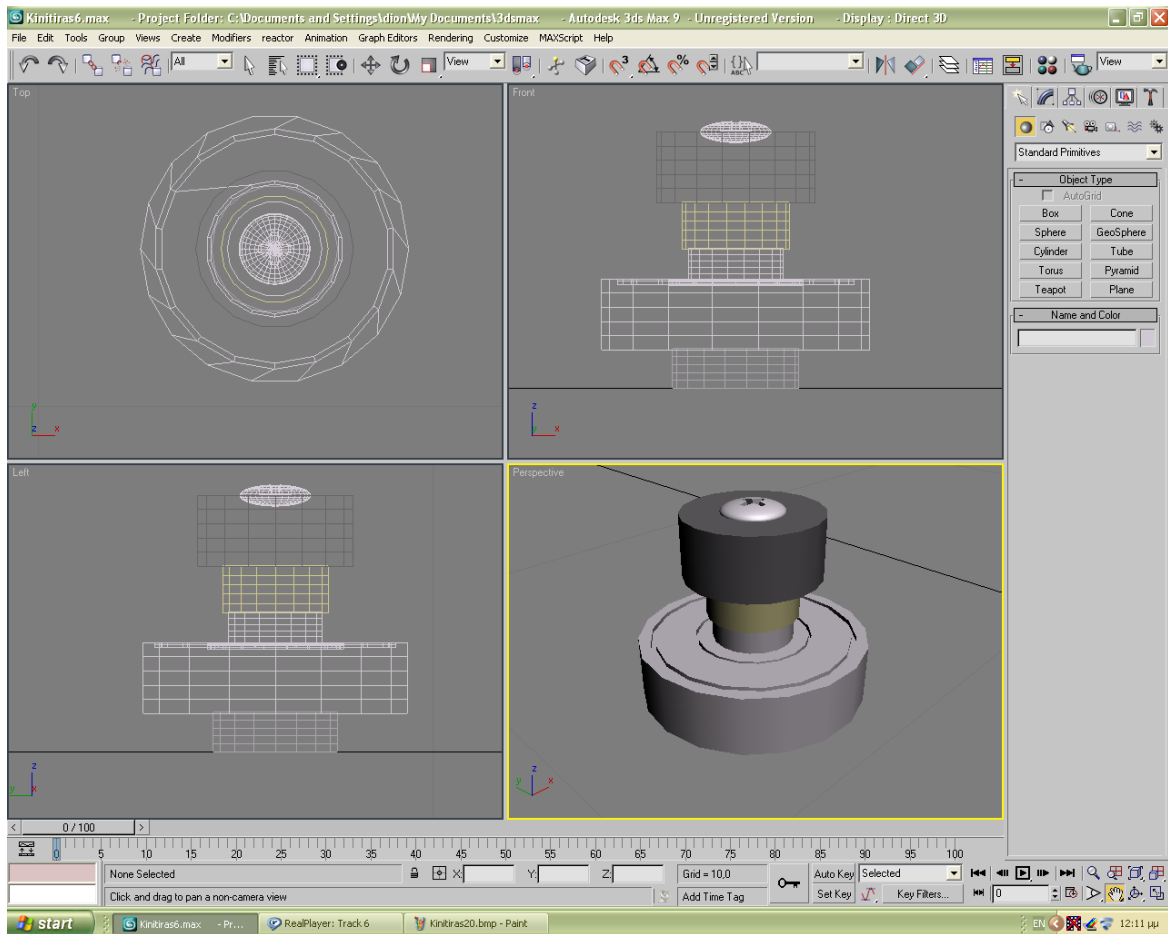 Kinitiras6.max - Project Folder: C:\Documents and Settings\dion\My Documents\3dsmax - Autodesk 3ds Max 9 - Unregistered Version - Display : Direct 3D
File Edit Tools Group Views Create Modifiers reactor Animation Graph Editors Rendering Customize MAXScript Help
All View View
Top Front
Standard Primitives
- Object Type
AutoGrid
Box Cone
Sphere GeoSphere
Cylinder Tube
Torus Pyramid
Teapot Plane
- Name and Color
y
z x
z
y x
Left Perspective
z
y x
z
y x
< 0 / 100 >
0 5 10 15 20 25 30 35 40 45 50 55 60 65 70 75 80 85 90 95 100
None Selected X: Y: Z: Grid = 10,0 Auto Key Selected
Click and drag to pan a non-camera view Add Time Tag Set Key Key Filters... 0
start Kinitiras6.max - Pr... RealPlayer: Track 6 Kinitiras20.bmp - Paint EN 12:11 μμ